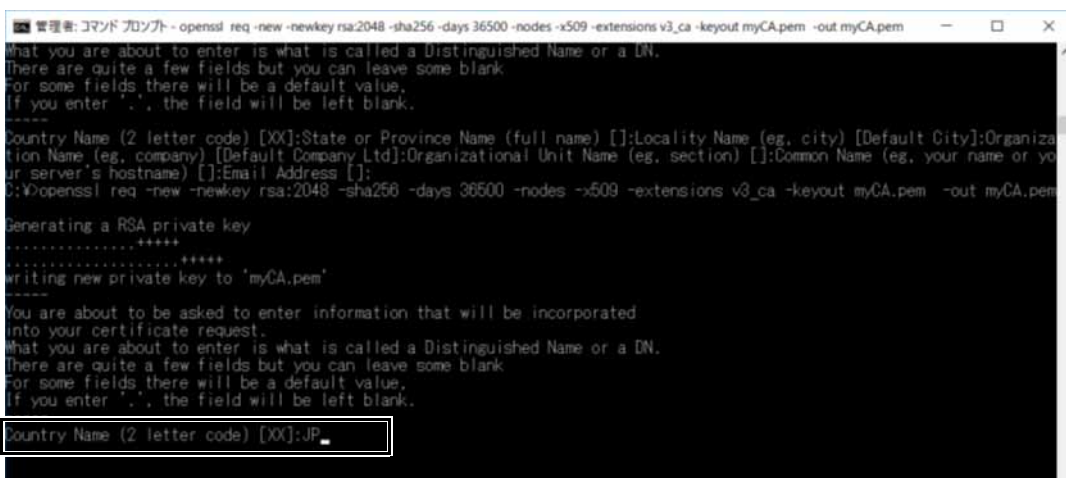 管理者: コマンド プロンプト - openssl req -new -newkey rsa:2048 -sha256 -days 36500 -nodes -x509 -extensions v3_ca -keyout myCA.pem -out myCA.pem
What you are about to enter is what is called a Distinguished Name or a DN.
There are quite a few fields but you can leave some blank
For some fields there will be a default value,
If you enter '.', the field will be left blank.
-----
Country Name (2 letter code) [XX]:State or Province Name (full name) []:Locality Name (eg, city) [Default City]:Organiza
tion Name (eg, company) [Default Company Ltd]:Organizational Unit Name (eg, section) []:Common Name (eg, your name or yo
ur server's hostname) []:Email Address []:
C:¥>openssl req -new -newkey rsa:2048 -sha256 -days 36500 -nodes -x509 -extensions v3_ca -keyout myCA.pem  -out myCA.pem
Generating a RSA private key
...............+++++
....................+++++
writing new private key to 'myCA.pem'
-----
You are about to be asked to enter information that will be incorporated
into your certificate request.
What you are about to enter is what is called a Distinguished Name or a DN.
There are quite a few fields but you can leave some blank
For some fields there will be a default value,
If you enter '.', the field will be left blank.
-----
Country Name (2 letter code) [XX]:JP_